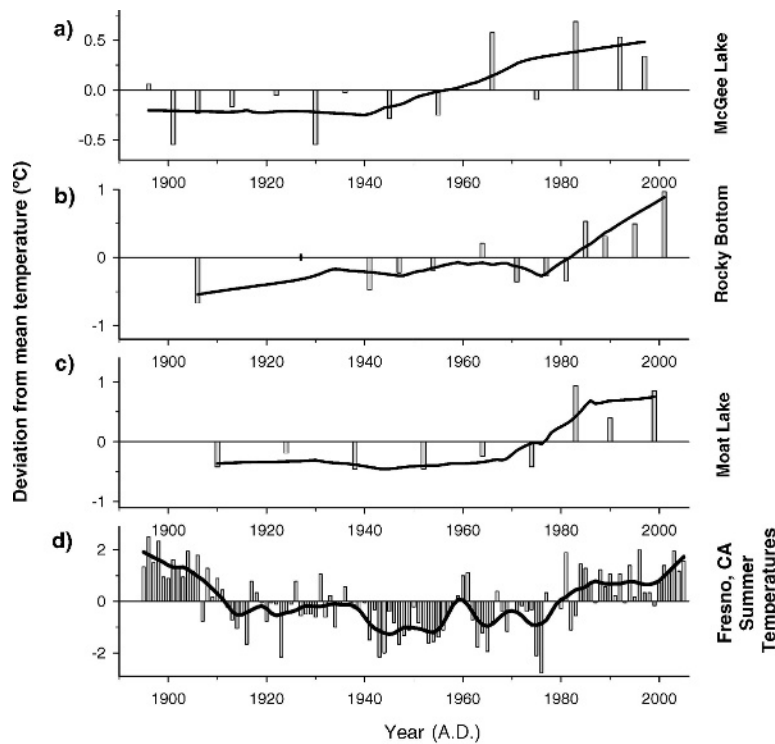 Deviation from mean temperature (ºC)
a)
0.5
0.0
-0.5
1900 1920 1940 1960 1980 2000
McGee Lake
b)
1
0
-1
1900 1920 1940 1960 1980 2000
Rocky Bottom
c)
1
0
-1
1900 1920 1940 1960 1980 2000
Moat Lake
d)
2
0
-2
1900 1920 1940 1960 1980 2000
Fresno, CA
Summer
Temperatures
Year (A.D.)